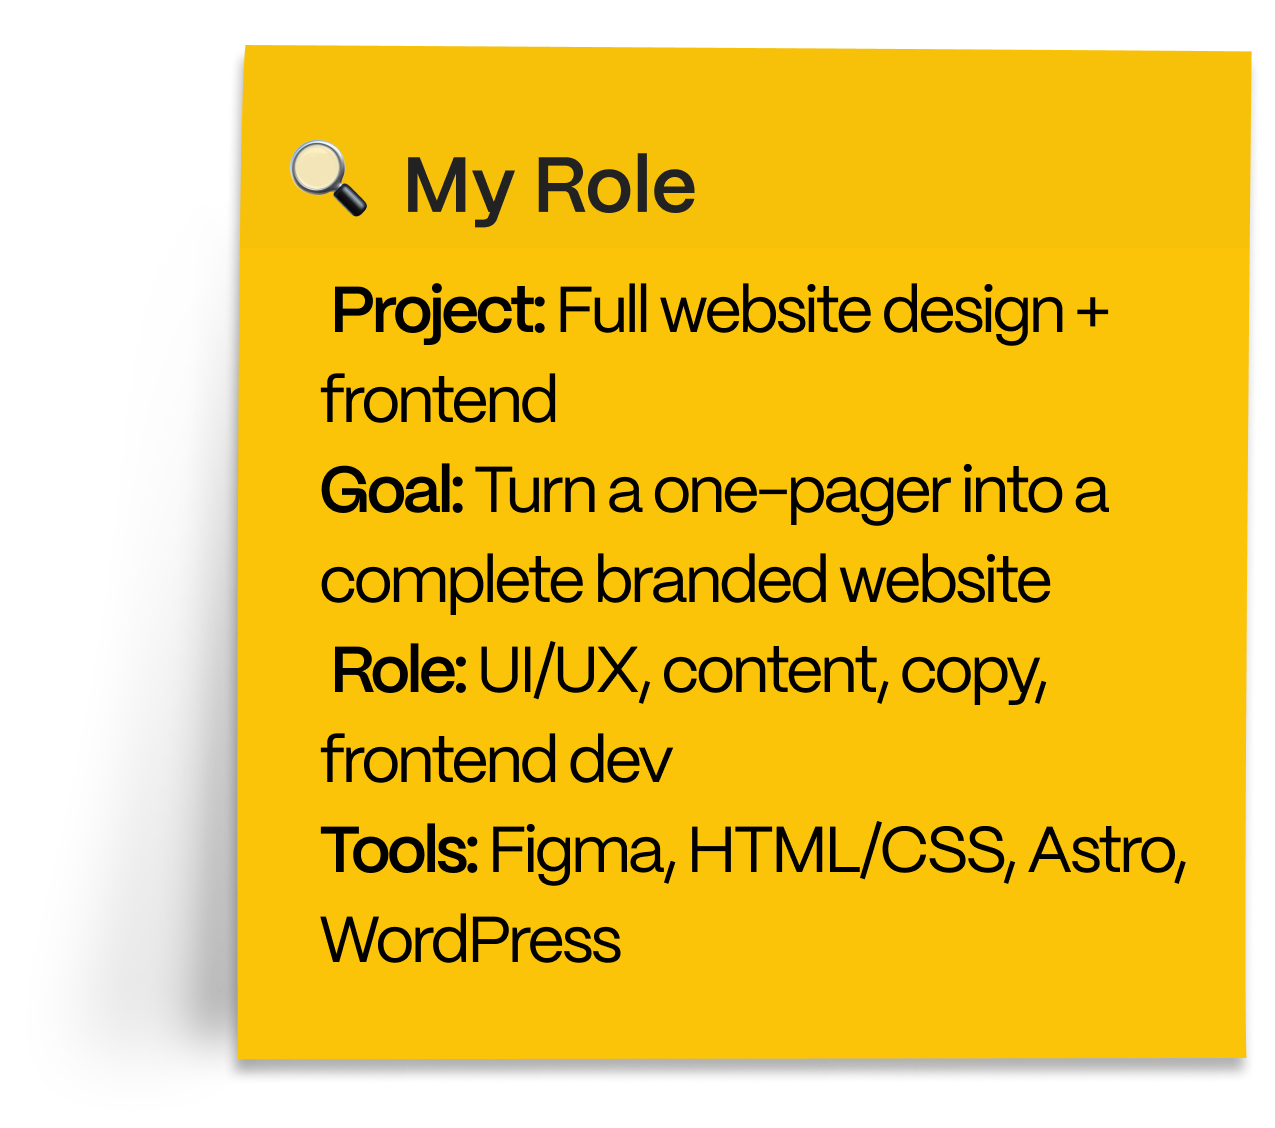 My Role
Project: Full website design +
frontend
Goal: Turn a one-pager into a
complete branded website
Role: UI/UX, content, copy,
frontend dev
Tools: Figma, HTML/CSS, Astro,
WordPress